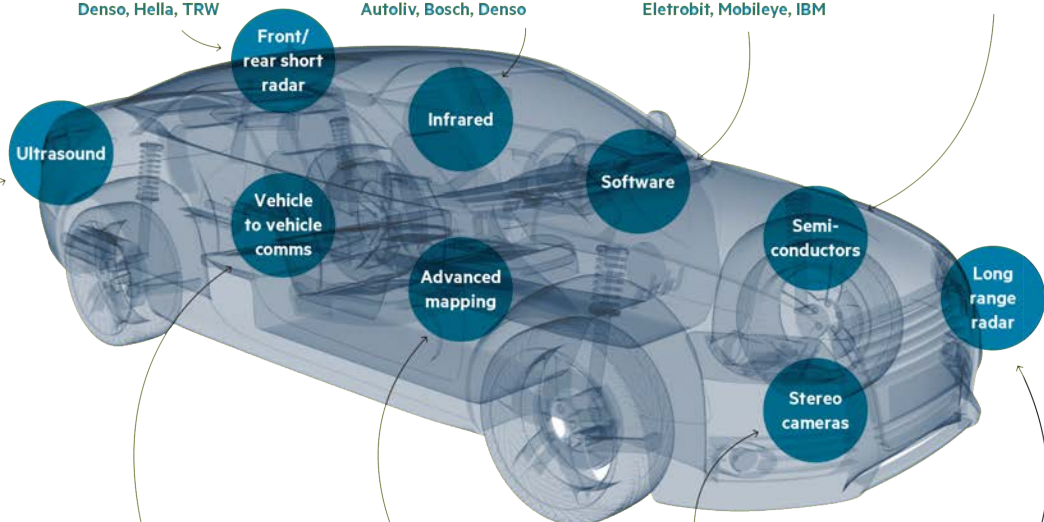 Denso, Hella, TRW
Autoliv, Bosch, Denso
Eletrobit, Mobileye, IBM
Front/
rear short
radar
Infrared
Ultrasound
Software
Vehicle
to vehicle
comms
Semi-
conductors
Advanced
mapping
Long
range
radar
Stereo
cameras